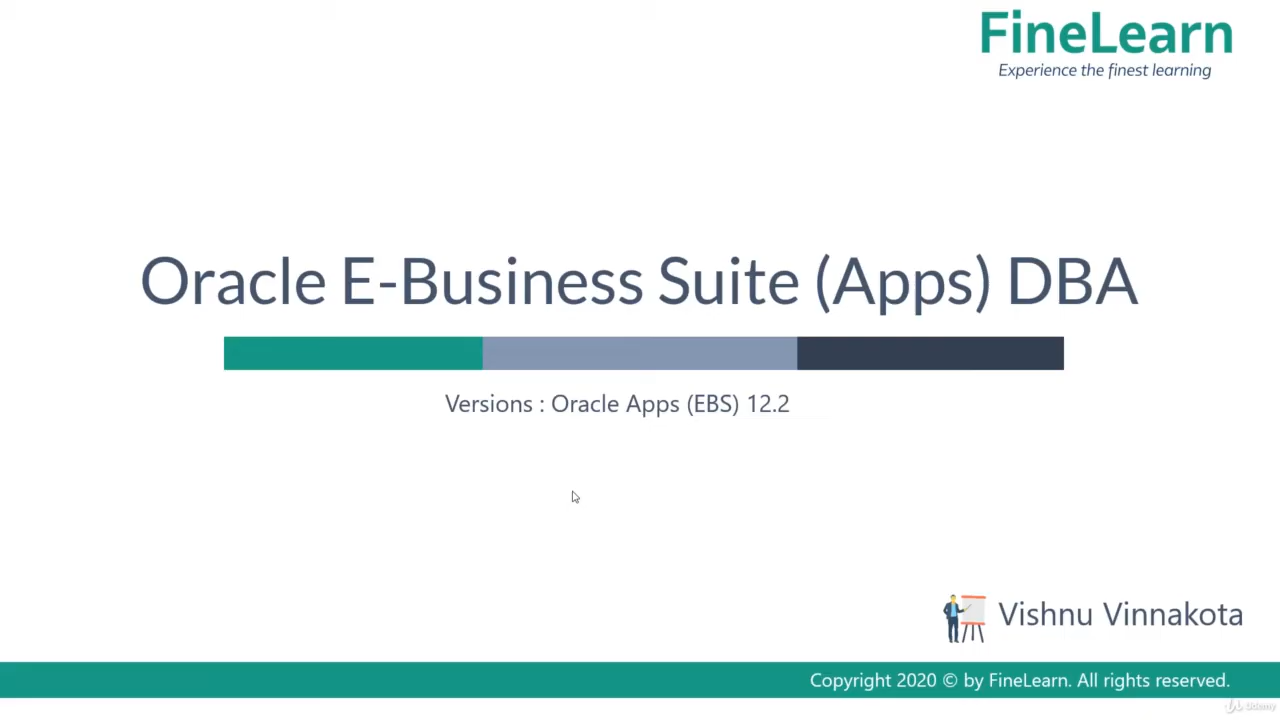 FineLearn
Experience the finest learning
Oracle E-Business Suite (Apps) DBA
Versions : Oracle Apps (EBS) 12.2
Vishnu Vinnakota
Copyright 2020 © by FineLearn. All rights reserved.
Udemy